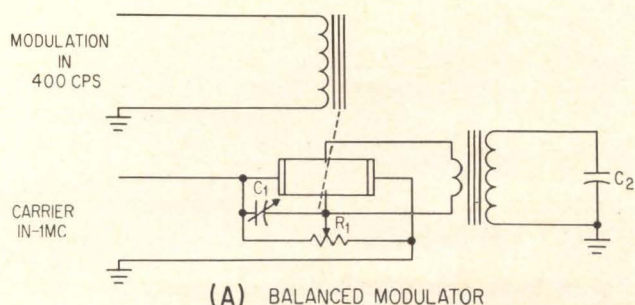 MODULATION
IN
400 CPS
C1
R1
C2
CARRIER
IN-1MC
(A) BALANCED MODULATOR